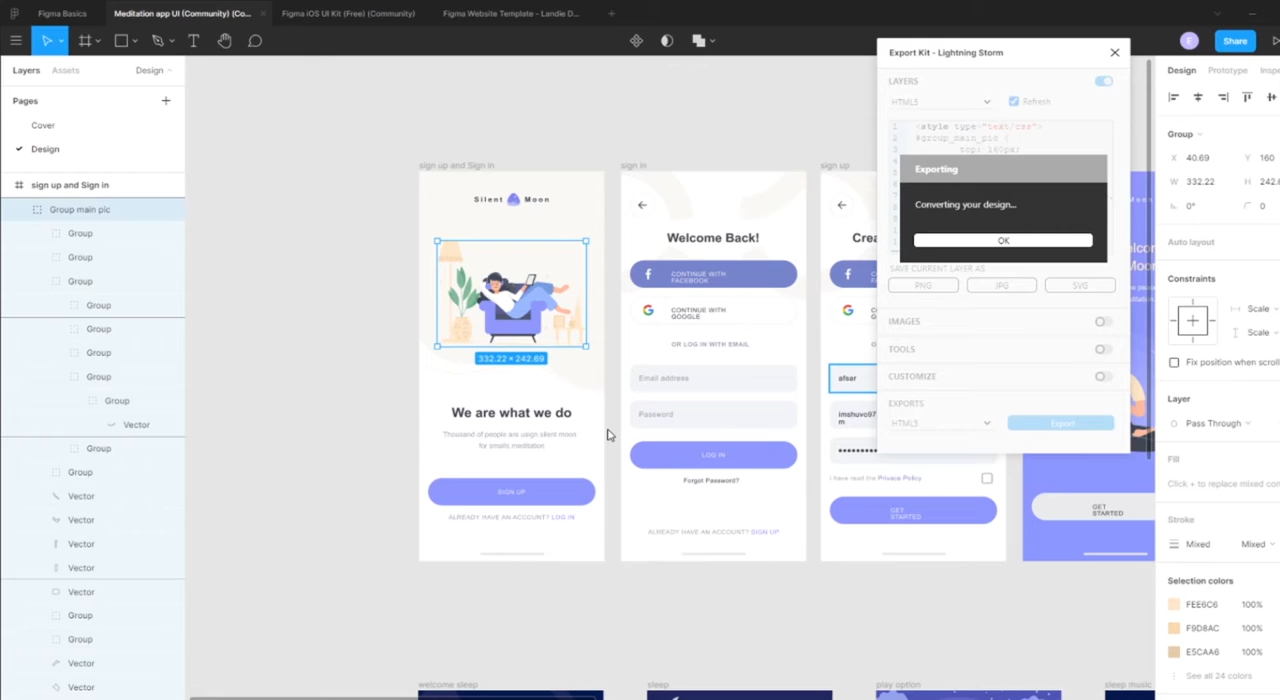 Figma Basics
Meditation app UI (Community) (Co...
Figma iOS UI Kit (Free) (Community)
Figma Website Template - Landie D...
Share
Layers
Assets
Design
Pages
Cover
Design
sign up and Sign in
Group main pic
Group
Group
Group
Group
Group
Group
Group
Group
Vector
Group
Group
Vector
Vector
Vector
Vector
Vector
Group
Group
Vector
Vector
sign up and Sign in
Silent Moon
332.22 × 242.69
We are what we do
Thousand of people are usign silent moon
for smalls meditation
SIGN UP
ALREADY HAVE AN ACCOUNT? LOG IN
sign in
Welcome Back!
CONTINUE WITH
FACEBOOK
CONTINUE WITH
GOOGLE
OR LOG IN WITH EMAIL
Email address
Password
LOG IN
Forgot Password?
ALREADY HAVE AN ACCOUNT? SIGN UP
sign up
Crea
CON
FACE
CON
GOO
O
afsar
imshuvo97
m
I have read the Privacy Policy
GET
STARTED
GET
STARTED
welcome sleep
sleep
play option
sleep music
Export Kit - Lightning Storm
LAYERS
HTML5
Refresh
1 <style type="text/css">
2 #group_main_pic {
3 top: 160px;
Exporting
Converting your design...
OK
SAVE CURRENT LAYER AS
PNG
JPG
SVG
IMAGES
TOOLS
CUSTOMIZE
EXPORTS
HTML5
Export
Design
Prototype
Inspe
Group
X 40.69
Y 160
W 332.22
H 242.6
0°
0
Auto layout
Constraints
Scale
Scale
Fix position when scroll
Layer
Pass Through
Fill
Click + to replace mixed con
Stroke
Mixed
Mixed
Selection colors
FEE6C6 100%
F9D8AC 100%
E5CAA6 100%
See all 24 colors